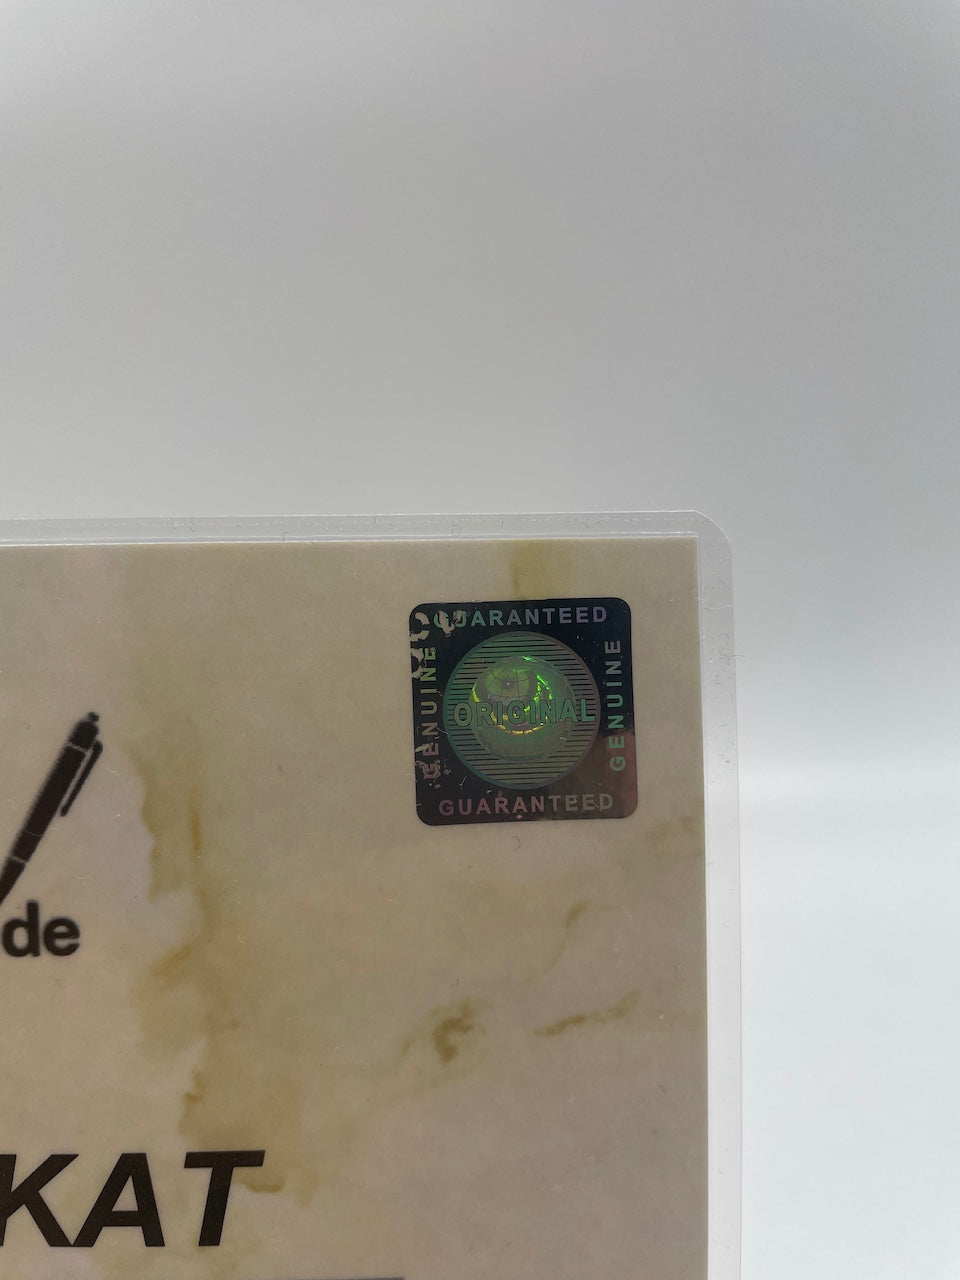 GUARANTEED
GENUINE
ORIGINAL
GENUINE
GUARANTEED
de
KAT